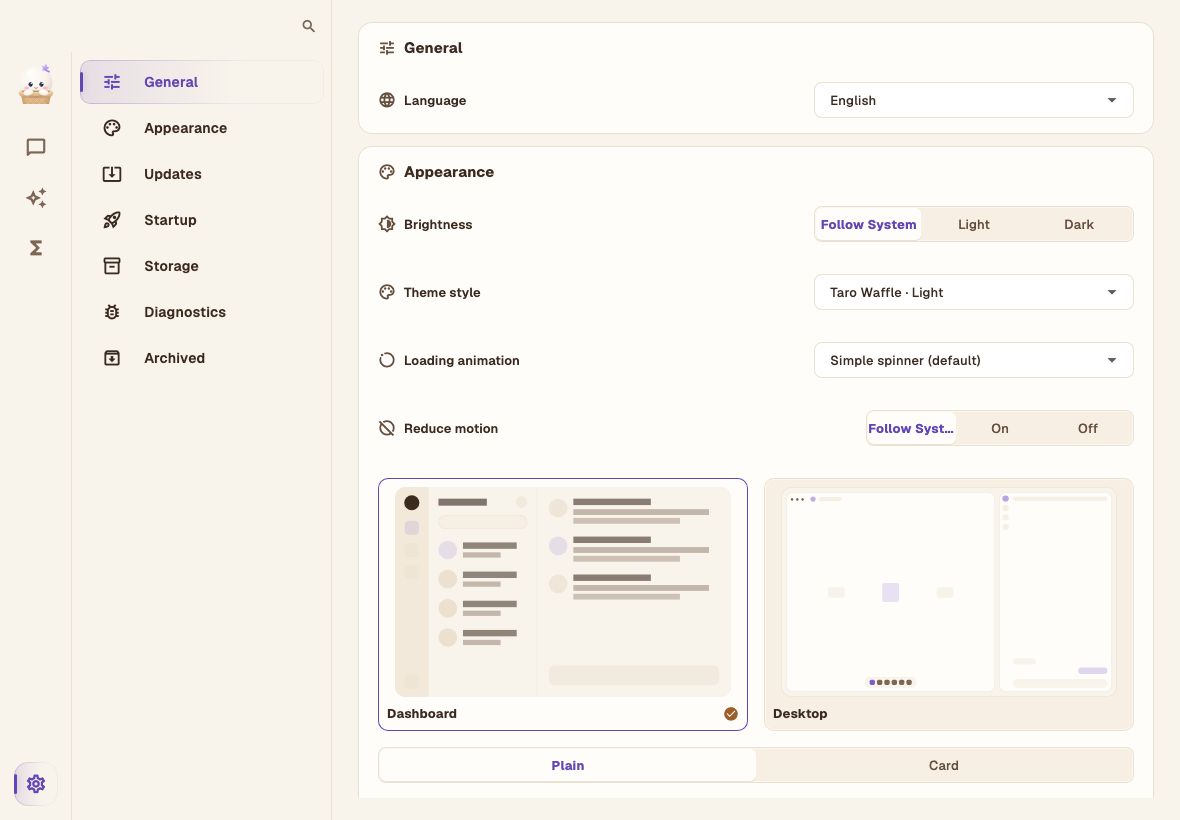 General
Appearance
Updates
Startup
Storage
Diagnostics
Archived
General
Language
English
Appearance
Brightness
Follow System
Light
Dark
Theme style
Taro Waffle · Light
Loading animation
Simple spinner (default)
Reduce motion
Follow Syst...
On
Off
Dashboard
Desktop
Plain
Card